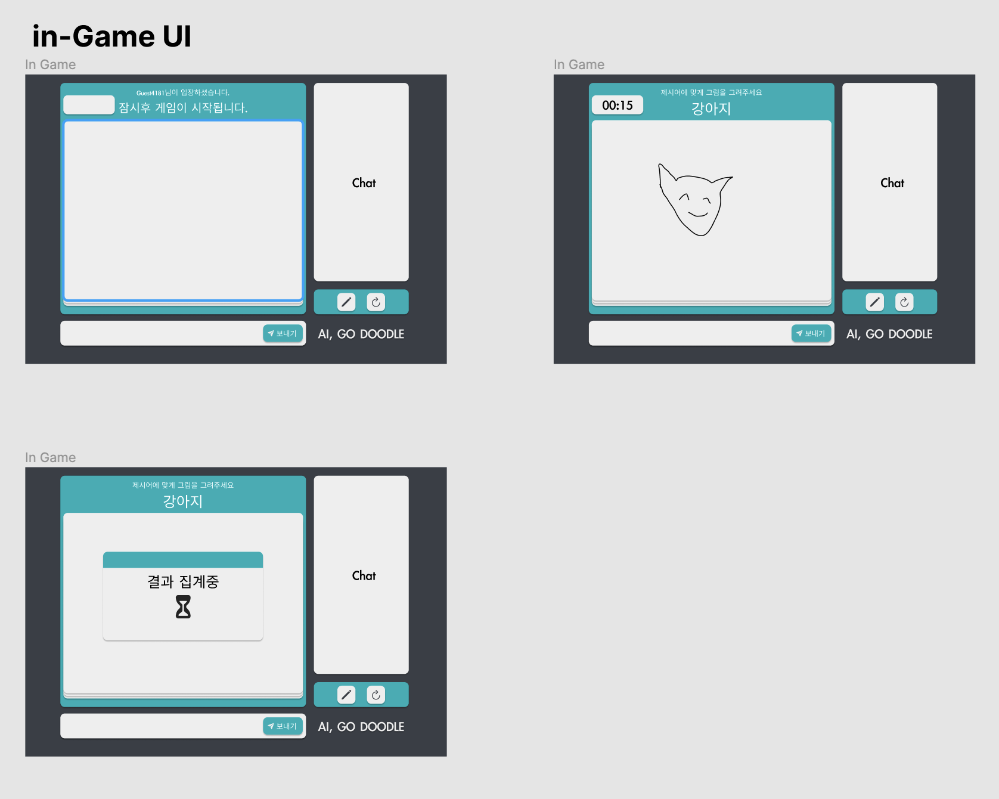 in-Game UI
In Game
Guest4181님이 입장하셨습니다.
잠시후 게임이 시작됩니다.
Chat
보내기
AI, GO DOODLE
In Game
제시어에 맞게 그림을 그려주세요
00:15
강아지
Chat
보내기
AI, GO DOODLE
In Game
제시어에 맞게 그림을 그려주세요
강아지
결과 집계중
Chat
보내기
AI, GO DOODLE